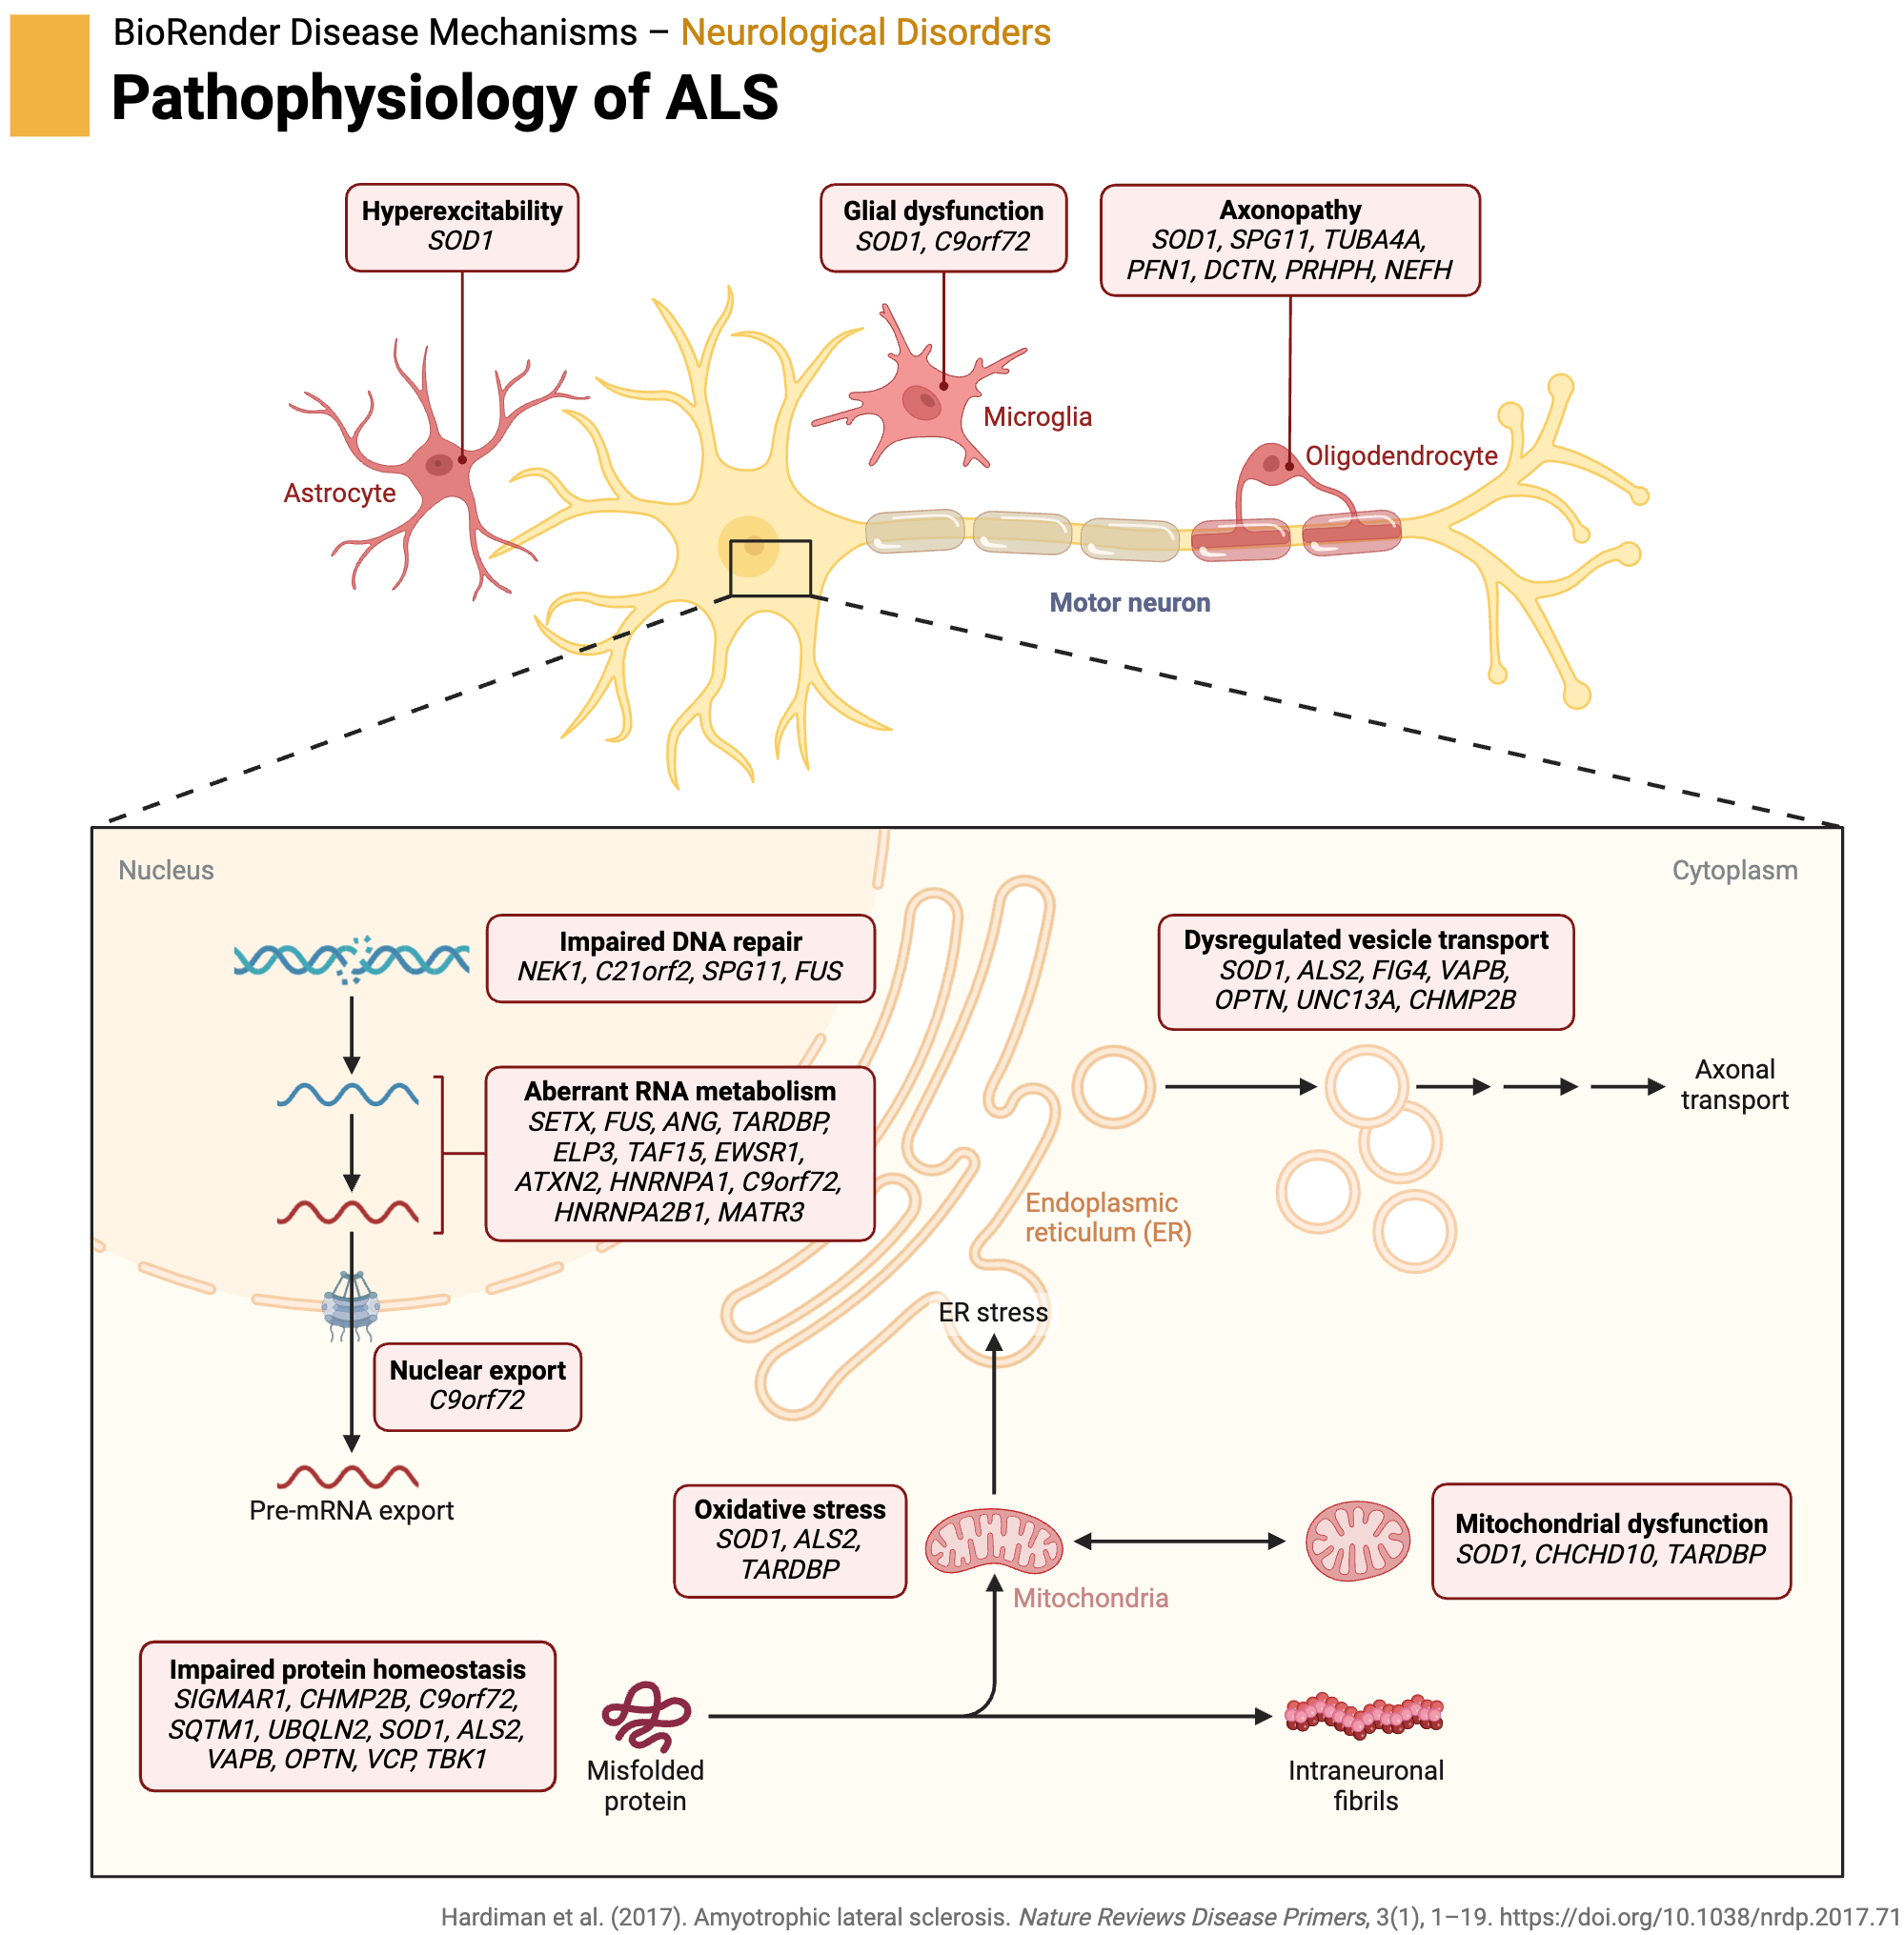 BioRender Disease Mechanisms – Neurological Disorders
Pathophysiology of ALS
Hyperexcitability
SOD1
Glial dysfunction
SOD1, C9orf72
Axonopathy
SOD1, SPG11, TUBA4A,
PFN1, DCTN, PRHPH, NEFH
Astrocyte
Microglia
Oligodendrocyte
Motor neuron
Nucleus
Cytoplasm
Impaired DNA repair
NEK1, C21orf2, SPG11, FUS
Aberrant RNA metabolism
SETX, FUS, ANG, TARDBP,
ELP3, TAF15, EWSR1,
ATXN2, HNRNPA1, C9orf72,
HNRNPA2B1, MATR3
Nuclear export
C9orf72
Pre-mRNA export
Dysregulated vesicle transport
SOD1, ALS2, FIG4, VAPB,
OPTN, UNC13A, CHMP2B
Axonal
transport
Endoplasmic
reticulum (ER)
ER stress
Oxidative stress
SOD1, ALS2,
TARDBP
Mitochondria
Mitochondrial dysfunction
SOD1, CHCHD10, TARDBP
Impaired protein homeostasis
SIGMAR1, CHMP2B, C9orf72,
SQTM1, UBQLN2, SOD1, ALS2,
VAPB, OPTN, VCP, TBK1
Misfolded
protein
Intraneuronal
fibrils
Hardiman et al. (2017). Amyotrophic lateral sclerosis. Nature Reviews Disease Primers, 3(1), 1–19. https://doi.org/10.1038/nrdp.2017.71